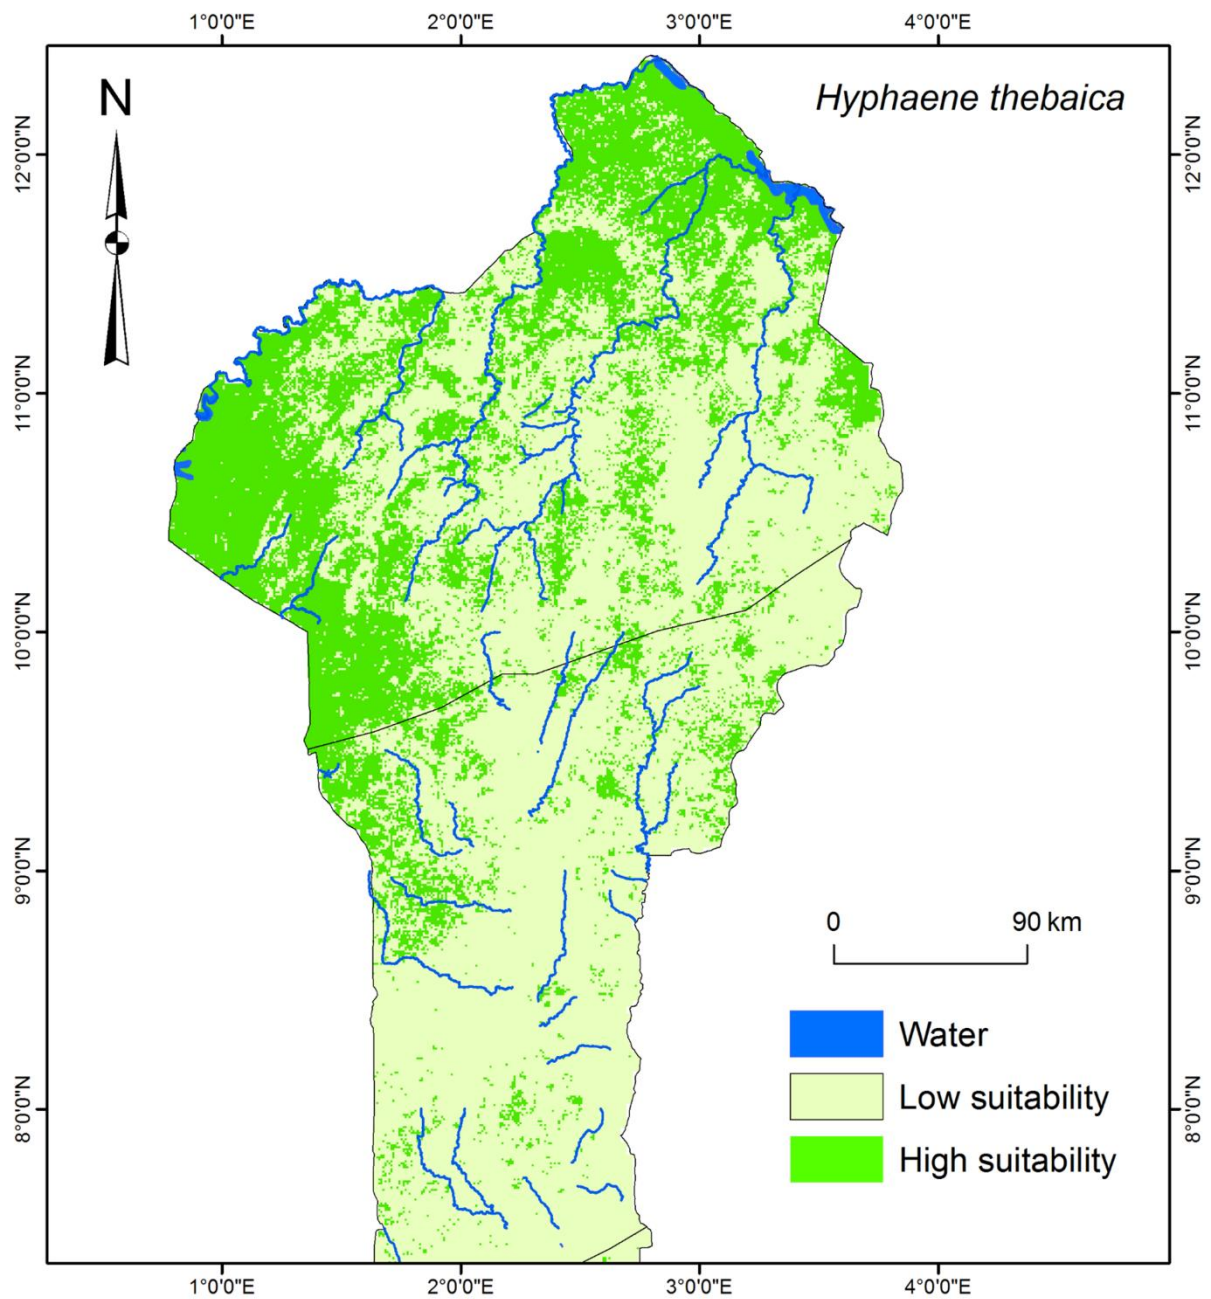 1°0'0"E 2°0'0"E 3°0'0"E 4°0'0"E
N
Hyphaene thebaica
12°0'0"N 12°0'0"N
11°0'0"N 11°0'0"N
10°0'0"N 10°0'0"N
9°0'0"N 9°0'0"N
0 90 km
Water
Low suitability
8°0'0"N 8°0'0"N
High suitability
1°0'0"E 2°0'0"E 3°0'0"E 4°0'0"E